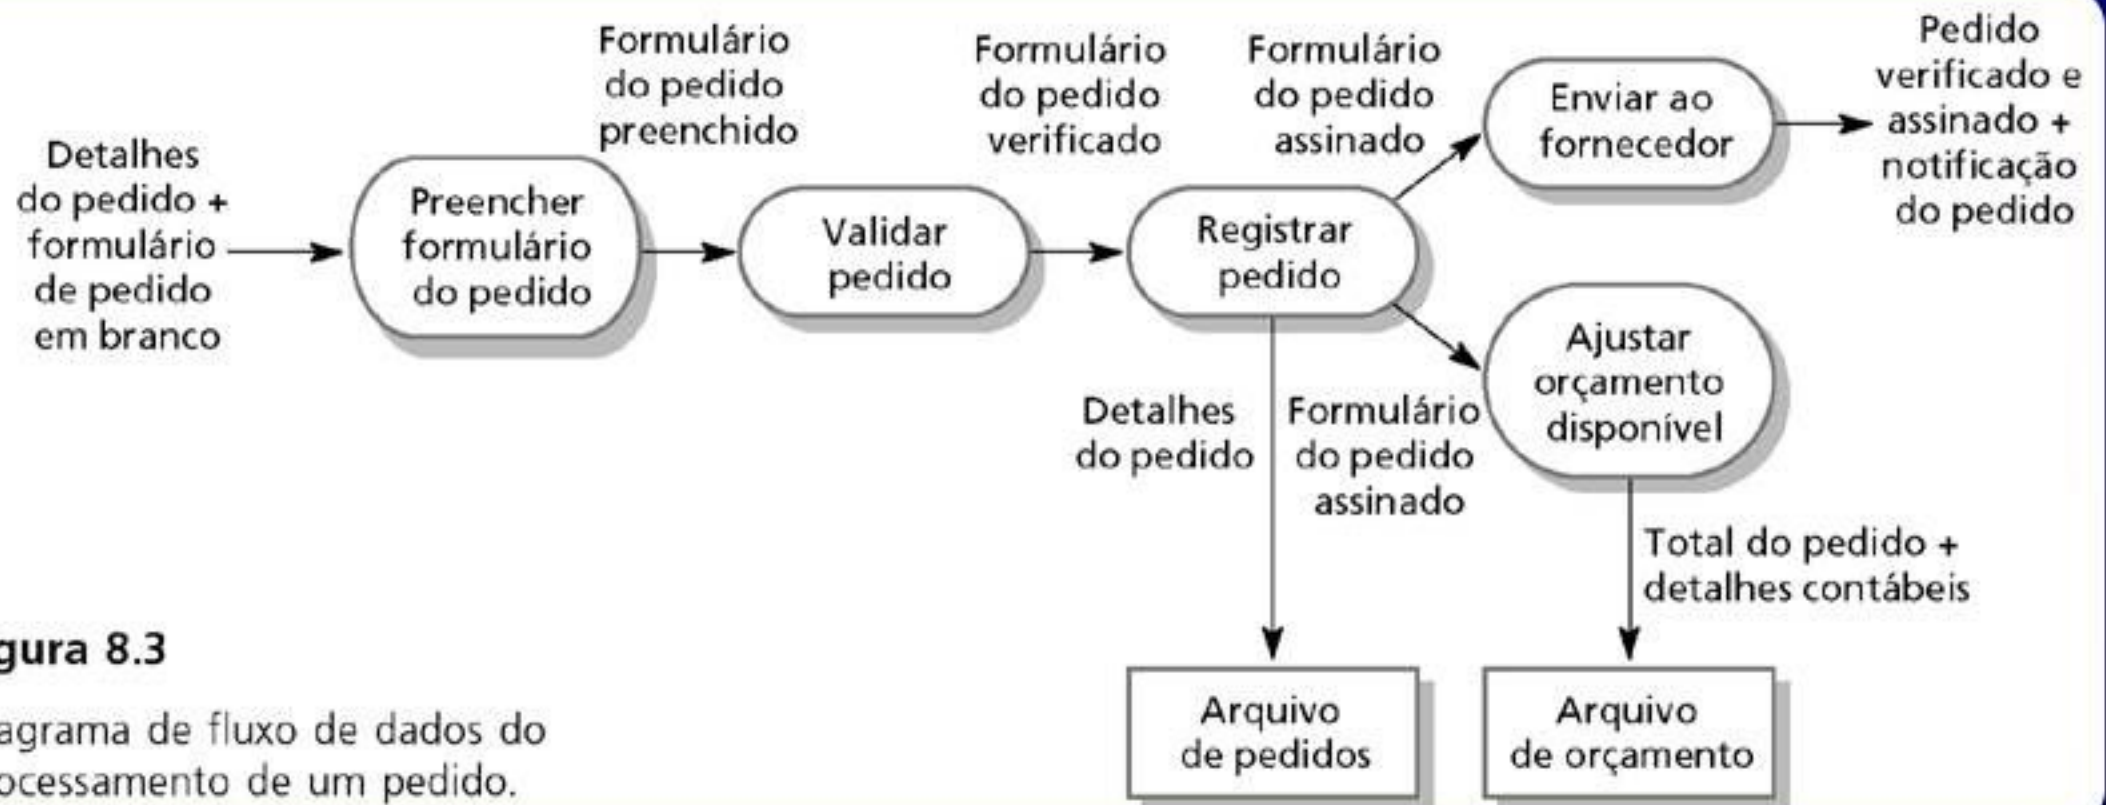 Detalhes
do pedido +
formulário
de pedido
em branco
Preencher
formulário
do pedido
Formulário
do pedido
preenchido
Validar
pedido
Formulário
do pedido
verificado
Registrar
pedido
Formulário
do pedido
assinado
Enviar ao
fornecedor
Pedido
verificado e
assinado +
notificação
do pedido
Ajustar
orçamento
disponível
Detalhes
do pedido
Formulário
do pedido
assinado
Total do pedido +
detalhes contábeis
Arquivo
de pedidos
Arquivo
de orçamento
gura 8.3
agrama de fluxo de dados do
ocessamento de um pedido.